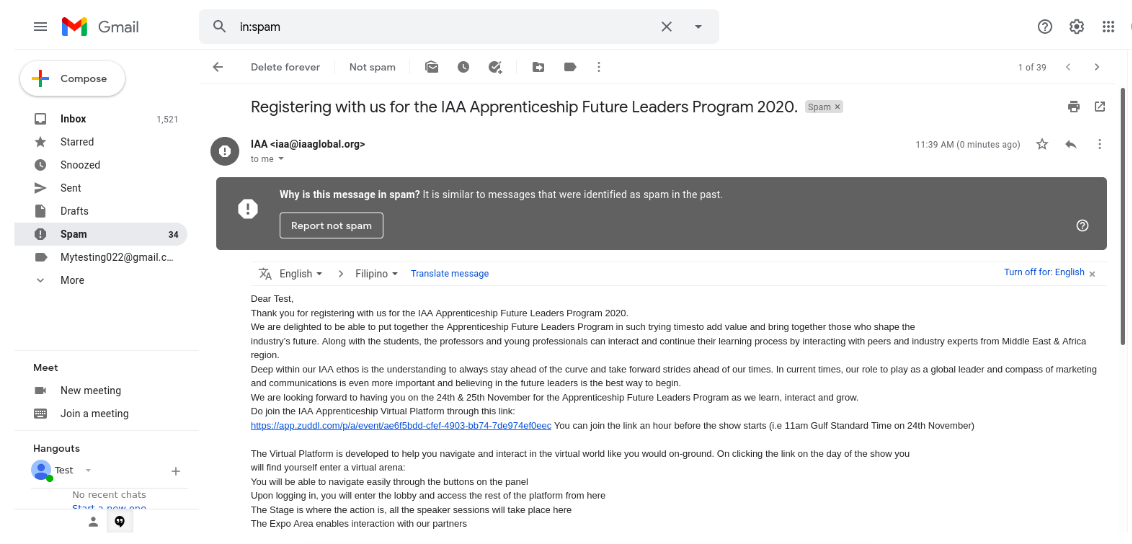 Gmail
in:spam
Compose
Delete forever
Not spam
1 of 39
Inbox
1,521
Starred
Snoozed
Sent
Drafts
Spam
34
Mytesting022@gmail.c...
More
Meet
New meeting
Join a meeting
Hangouts
Test
No recent chats
Registering with us for the IAA Apprenticeship Future Leaders Program 2020.
Spam ×
IAA <iaa@iaaglobal.org>
11:39 AM (0 minutes ago)
to me
Why is this message in spam? It is similar to messages that were identified as spam in the past.
Report not spam
English > Filipino Translate message
Turn off for: English ×
Dear Test,
Thank you for registering with us for the IAA Apprenticeship Future Leaders Program 2020.
We are delighted to be able to put together the Apprenticeship Future Leaders Program in such trying timesto add value and bring together those who shape the
industry's future. Along with the students, the professors and young professionals can interact and continue their learning process by interacting with peers and industry experts from Middle East & Africa
region.
Deep within our IAA ethos is the understanding to always stay ahead of the curve and take forward strides ahead of our times. In current times, our role to play as a global leader and compass of marketing
and communications is even more important and believing in the future leaders is the best way to begin.
We are looking forward to having you on the 24th & 25th November for the Apprenticeship Future Leaders Program as we learn, interact and grow.
Do join the IAA Apprenticeship Virtual Platform through this link:
https://app.zuddl.com/p/a/event/ae6f5bdd-cfef-4903-bb74-7de974ef0eec You can join the link an hour before the show starts (i.e 11am Gulf Standard Time on 24th November)
The Virtual Platform is developed to help you navigate and interact in the virtual world like you would on-ground. On clicking the link on the day of the show you
will find yourself enter a virtual arena:
You will be able to navigate easily through the buttons on the panel
Upon logging in, you will enter the lobby and access the rest of the platform from here
The Stage is where the action is, all the speaker sessions will take place here
The Expo Area enables interaction with our partners